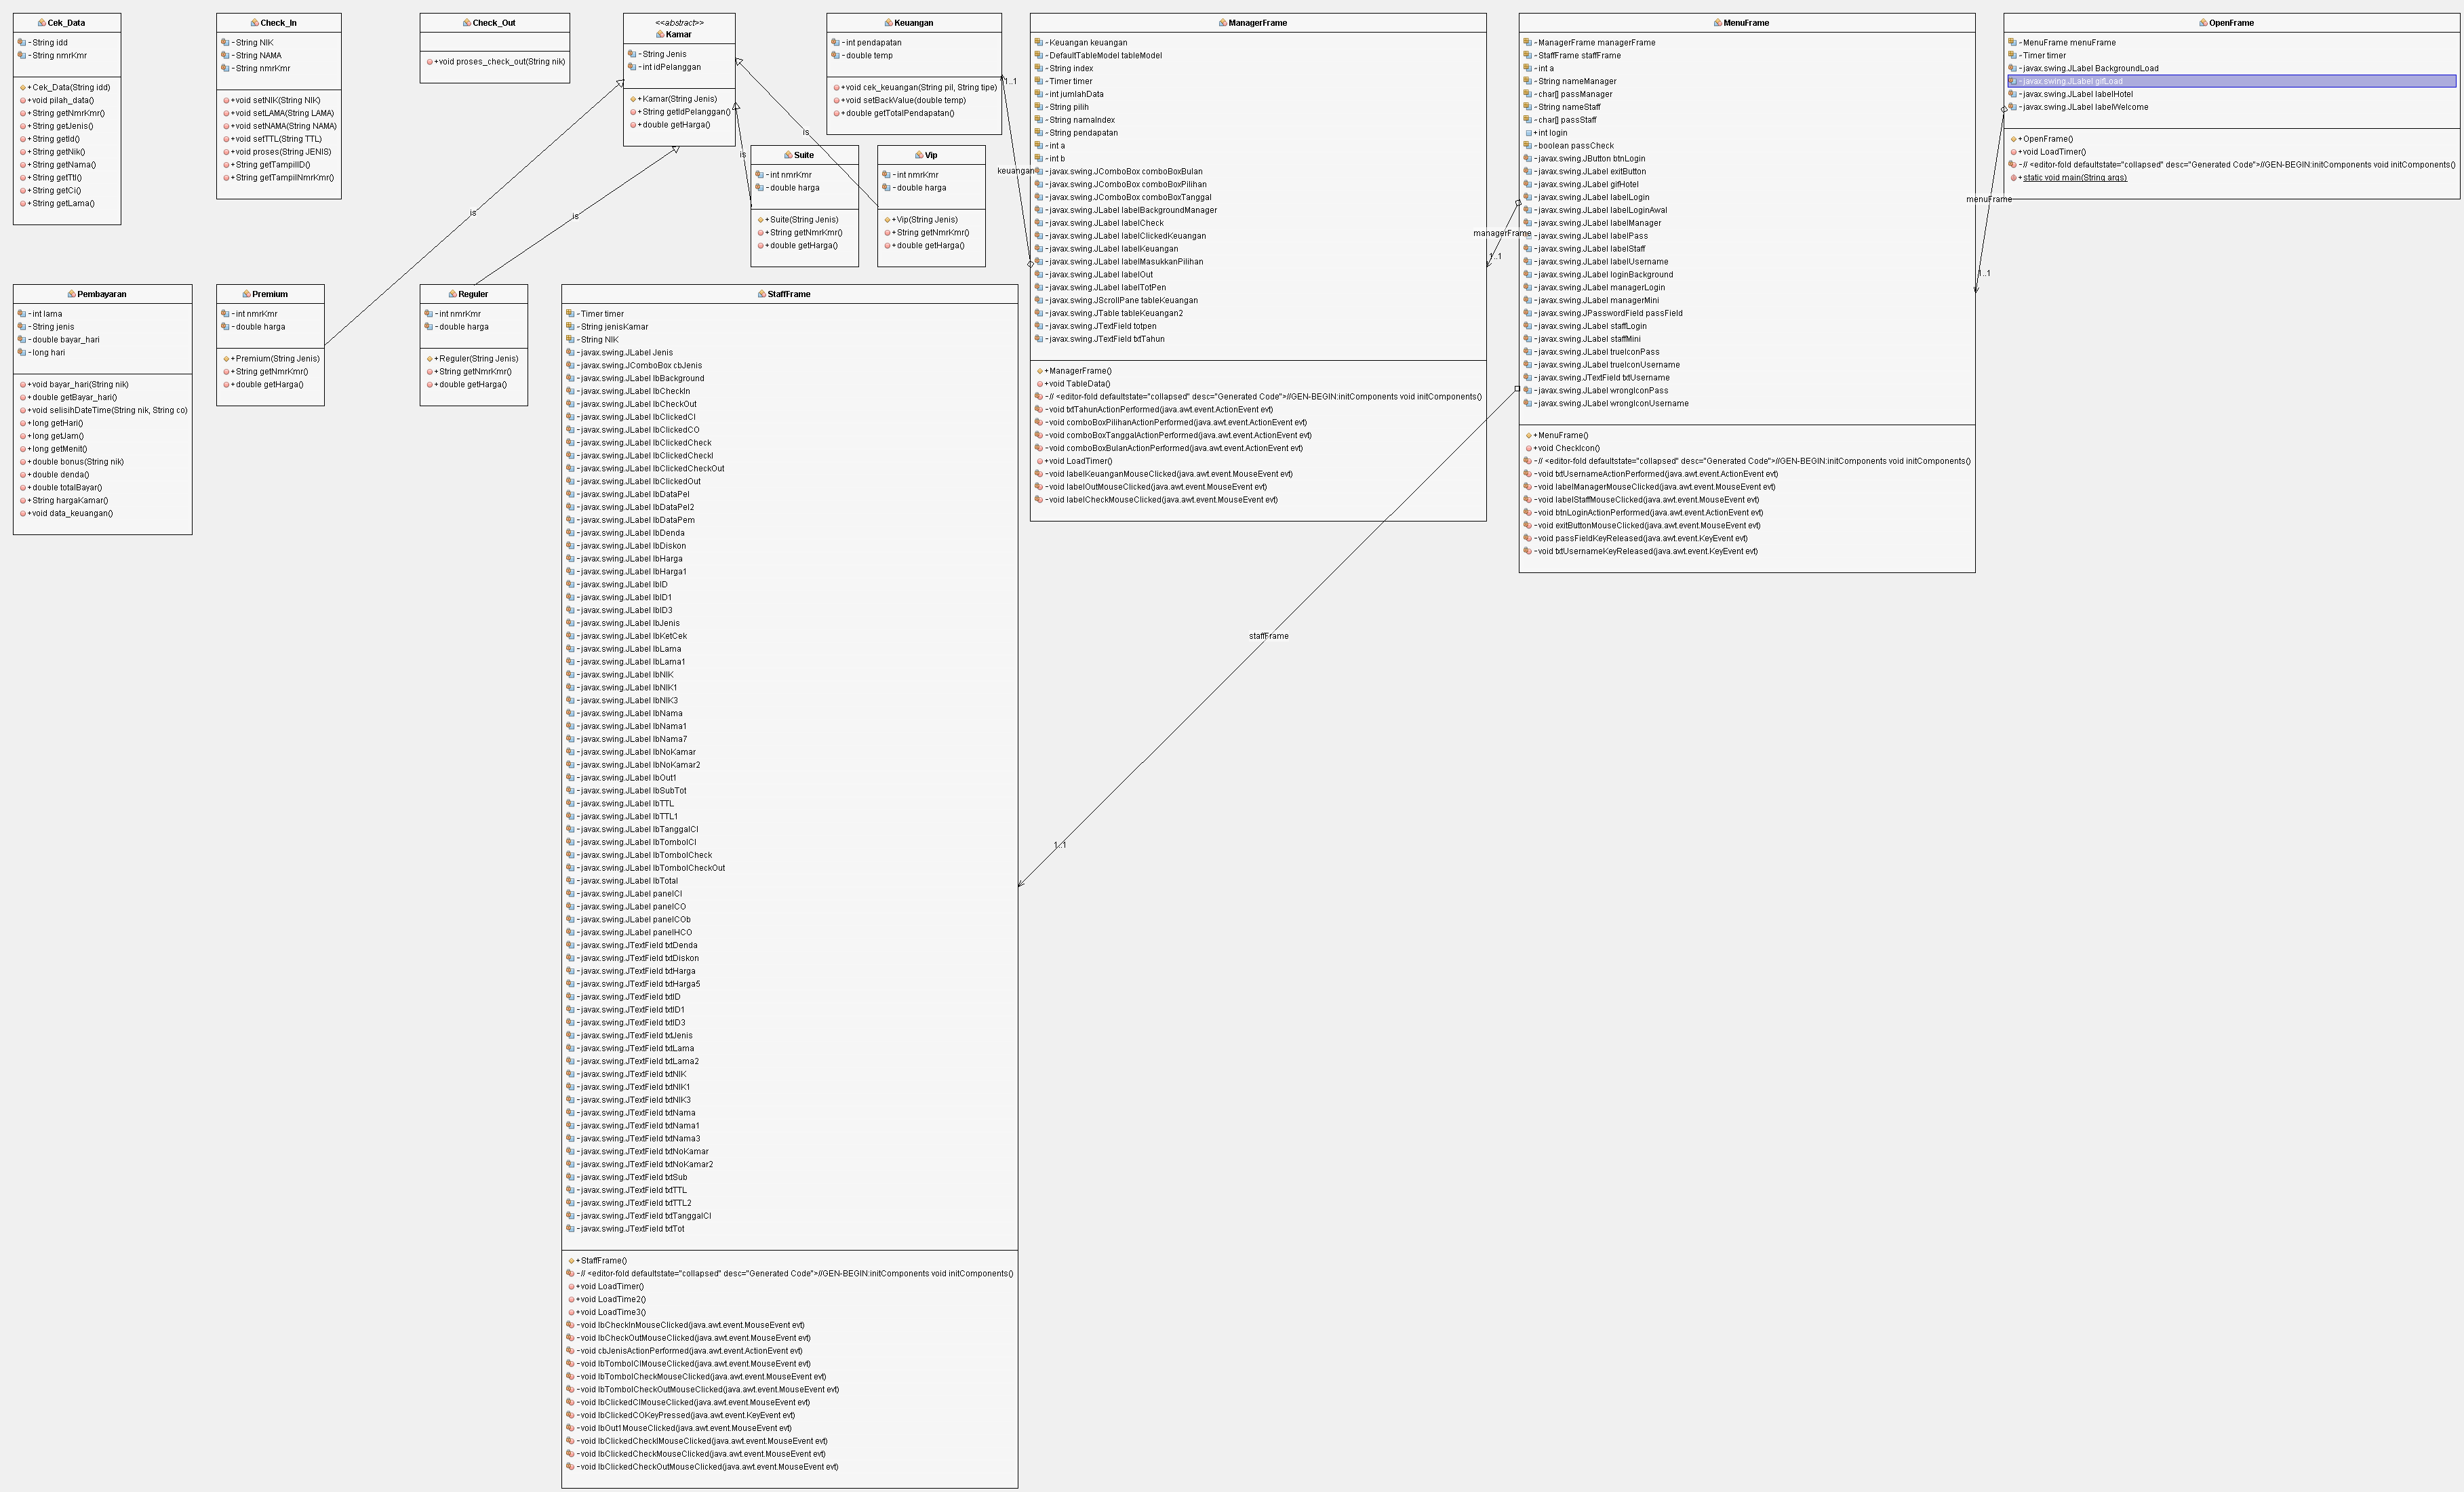 Cek_Data
-String idd
-String nmrKmr
+Cek_Data(String idd)
+void pilah_data()
+String getNmrKmr()
+String getJenis()
+String getId()
+String getNik()
+String getNama()
+String getTtl()
+String getCi()
+String getLama()
Check_In
-String NIK
-String NAMA
-String nmrKmr
+void setNIK(String NIK)
+void setLAMA(String LAMA)
+void setNAMA(String NAMA)
+void setTTL(String TTL)
+void proses(String JENIS)
+String getTampilID()
+String getTampilNmrKmr()
Check_Out
+void proses_check_out(String nik)
<<abstract>>
Kamar
-String Jenis
-int idPelanggan
+Kamar(String Jenis)
+String getIdPelanggan()
+double getHarga()
Keuangan
-int pendapatan
-double temp
+void cek_keuangan(String pil, String tipe)
+void setBackValue(double temp)
+double getTotalPendapatan()
is
is
is
is
Suite
-int nmrKmr
-double harga
+Suite(String Jenis)
+String getNmrKmr()
+double getHarga()
Vip
-int nmrKmr
-double harga
+Vip(String Jenis)
+String getNmrKmr()
+double getHarga()
1..1
keuangan
ManagerFrame
-Keuangan keuangan
-DefaultTableModel tableModel
-String index
-Timer timer
-int jumlahData
-String pilih
-String namaIndex
-String pendapatan
-int a
-int b
-javax.swing.JComboBox comboBoxBulan
-javax.swing.JComboBox comboBoxPilihan
-javax.swing.JComboBox comboBoxTanggal
-javax.swing.JLabel labelBackgroundManager
-javax.swing.JLabel labelCheck
-javax.swing.JLabel labelClickedKeuangan
-javax.swing.JLabel labelKeuangan
-javax.swing.JLabel labelMasukkanPilihan
-javax.swing.JLabel labelOut
-javax.swing.JLabel labelTotPen
-javax.swing.JScrollPane tableKeuangan
-javax.swing.JTable tableKeuangan2
-javax.swing.JTextField totpen
-javax.swing.JTextField txtTahun
+ManagerFrame()
+void TableData()
-// <editor-fold defaultstate="collapsed" desc="Generated Code">//GEN-BEGIN:initComponents void initComponents()
-void txtTahunActionPerformed(java.awt.event.ActionEvent evt)
-void comboBoxPilihanActionPerformed(java.awt.event.ActionEvent evt)
-void comboBoxTanggalActionPerformed(java.awt.event.ActionEvent evt)
-void comboBoxBulanActionPerformed(java.awt.event.ActionEvent evt)
+void LoadTimer()
-void labelKeuanganMouseClicked(java.awt.event.MouseEvent evt)
-void labelOutMouseClicked(java.awt.event.MouseEvent evt)
-void labelCheckMouseClicked(java.awt.event.MouseEvent evt)
managerFrame
1..1
MenuFrame
-ManagerFrame managerFrame
-StaffFrame staffFrame
-int a
-String nameManager
-char[] passManager
-String nameStaff
-char[] passStaff
+int login
-boolean passCheck
-javax.swing.JButton btnLogin
-javax.swing.JLabel exitButton
-javax.swing.JLabel gifHotel
-javax.swing.JLabel labelLogin
-javax.swing.JLabel labelLoginAwal
-javax.swing.JLabel labelManager
-javax.swing.JLabel labelPass
-javax.swing.JLabel labelStaff
-javax.swing.JLabel labelUsername
-javax.swing.JLabel loginBackground
-javax.swing.JLabel managerLogin
-javax.swing.JLabel managerMini
-javax.swing.JPasswordField passField
-javax.swing.JLabel staffLogin
-javax.swing.JLabel staffMini
-javax.swing.JLabel trueIconPass
-javax.swing.JLabel trueIconUsername
-javax.swing.JTextField txtUsername
-javax.swing.JLabel wrongIconPass
-javax.swing.JLabel wrongIconUsername
+MenuFrame()
+void CheckIcon()
-// <editor-fold defaultstate="collapsed" desc="Generated Code">//GEN-BEGIN:initComponents void initComponents()
-void txtUsernameActionPerformed(java.awt.event.ActionEvent evt)
-void labelManagerMouseClicked(java.awt.event.MouseEvent evt)
-void labelStaffMouseClicked(java.awt.event.MouseEvent evt)
-void btnLoginActionPerformed(java.awt.event.ActionEvent evt)
-void exitButtonMouseClicked(java.awt.event.MouseEvent evt)
-void passFieldKeyReleased(java.awt.event.KeyEvent evt)
-void txtUsernameKeyReleased(java.awt.event.KeyEvent evt)
menuFrame
1..1
OpenFrame
-MenuFrame menuFrame
-Timer timer
-javax.swing.JLabel BackgroundLoad
-javax.swing.JLabel gifLoad
-javax.swing.JLabel labelHotel
-javax.swing.JLabel labelWelcome
+OpenFrame()
+void LoadTimer()
-// <editor-fold defaultstate="collapsed" desc="Generated Code">//GEN-BEGIN:initComponents void initComponents()
+static void main(String args)
Pembayaran
-int lama
-String jenis
-double bayar_hari
-long hari
+void bayar_hari(String nik)
+double getBayar_hari()
+void selisihDateTime(String nik, String co)
+long getHari()
+long getJam()
+long getMenit()
+double bonus(String nik)
+double denda()
+double totalBayar()
+String hargaKamar()
+void data_keuangan()
Premium
-int nmrKmr
-double harga
+Premium(String Jenis)
+String getNmrKmr()
+double getHarga()
Reguler
-int nmrKmr
-double harga
+Reguler(String Jenis)
+String getNmrKmr()
+double getHarga()
StaffFrame
-Timer timer
-String jenisKamar
-String NIK
-javax.swing.JLabel Jenis
-javax.swing.JComboBox cbJenis
-javax.swing.JLabel lbBackground
-javax.swing.JLabel lbCheckIn
-javax.swing.JLabel lbCheckOut
-javax.swing.JLabel lbClickedCI
-javax.swing.JLabel lbClickedCO
-javax.swing.JLabel lbClickedCheck
-javax.swing.JLabel lbClickedCheckI
-javax.swing.JLabel lbClickedCheckOut
-javax.swing.JLabel lbClickedOut
-javax.swing.JLabel lbDataPel
-javax.swing.JLabel lbDataPel2
-javax.swing.JLabel lbDataPem
-javax.swing.JLabel lbDenda
-javax.swing.JLabel lbDiskon
-javax.swing.JLabel lbHarga
-javax.swing.JLabel lbHarga1
-javax.swing.JLabel lbID
-javax.swing.JLabel lbID1
-javax.swing.JLabel lbID3
-javax.swing.JLabel lbJenis
-javax.swing.JLabel lbKetCek
-javax.swing.JLabel lbLama
-javax.swing.JLabel lbLama1
-javax.swing.JLabel lbNIK
-javax.swing.JLabel lbNIK1
-javax.swing.JLabel lbNIK3
-javax.swing.JLabel lbNama
-javax.swing.JLabel lbNama1
-javax.swing.JLabel lbNama7
-javax.swing.JLabel lbNoKamar
-javax.swing.JLabel lbNoKamar2
-javax.swing.JLabel lbOut1
-javax.swing.JLabel lbSubTot
-javax.swing.JLabel lbTTL
-javax.swing.JLabel lbTTL1
-javax.swing.JLabel lbTanggalCI
-javax.swing.JLabel lbTombolCI
-javax.swing.JLabel lbTombolCheck
-javax.swing.JLabel lbTombolCheckOut
-javax.swing.JLabel lbTotal
-javax.swing.JLabel panelCI
-javax.swing.JLabel panelCO
-javax.swing.JLabel panelCOb
-javax.swing.JLabel panelHCO
-javax.swing.JTextField txtDenda
-javax.swing.JTextField txtDiskon
-javax.swing.JTextField txtHarga
-javax.swing.JTextField txtHarga5
-javax.swing.JTextField txtID
-javax.swing.JTextField txtID1
-javax.swing.JTextField txtID3
-javax.swing.JTextField txtJenis
-javax.swing.JTextField txtLama
-javax.swing.JTextField txtLama2
-javax.swing.JTextField txtNIK
-javax.swing.JTextField txtNIK1
-javax.swing.JTextField txtNIK3
-javax.swing.JTextField txtNama
-javax.swing.JTextField txtNama1
-javax.swing.JTextField txtNama3
-javax.swing.JTextField txtNoKamar
-javax.swing.JTextField txtNoKamar2
-javax.swing.JTextField txtSub
-javax.swing.JTextField txtTTL
-javax.swing.JTextField txtTTL2
-javax.swing.JTextField txtTanggalCI
-javax.swing.JTextField txtTot
+StaffFrame()
-// <editor-fold defaultstate="collapsed" desc="Generated Code">//GEN-BEGIN:initComponents void initComponents()
+void LoadTimer()
+void LoadTime2()
+void LoadTime3()
-void lbCheckInMouseClicked(java.awt.event.MouseEvent evt)
-void lbCheckOutMouseClicked(java.awt.event.MouseEvent evt)
-void cbJenisActionPerformed(java.awt.event.ActionEvent evt)
-void lbTombolCIMouseClicked(java.awt.event.MouseEvent evt)
-void lbTombolCheckMouseClicked(java.awt.event.MouseEvent evt)
-void lbTombolCheckOutMouseClicked(java.awt.event.MouseEvent evt)
-void lbClickedCIMouseClicked(java.awt.event.MouseEvent evt)
-void lbClickedCOKeyPressed(java.awt.event.KeyEvent evt)
-void lbOut1MouseClicked(java.awt.event.MouseEvent evt)
-void lbClickedCheckIMouseClicked(java.awt.event.MouseEvent evt)
-void lbClickedCheckMouseClicked(java.awt.event.MouseEvent evt)
-void lbClickedCheckOutMouseClicked(java.awt.event.MouseEvent evt)
staffFrame
1..1